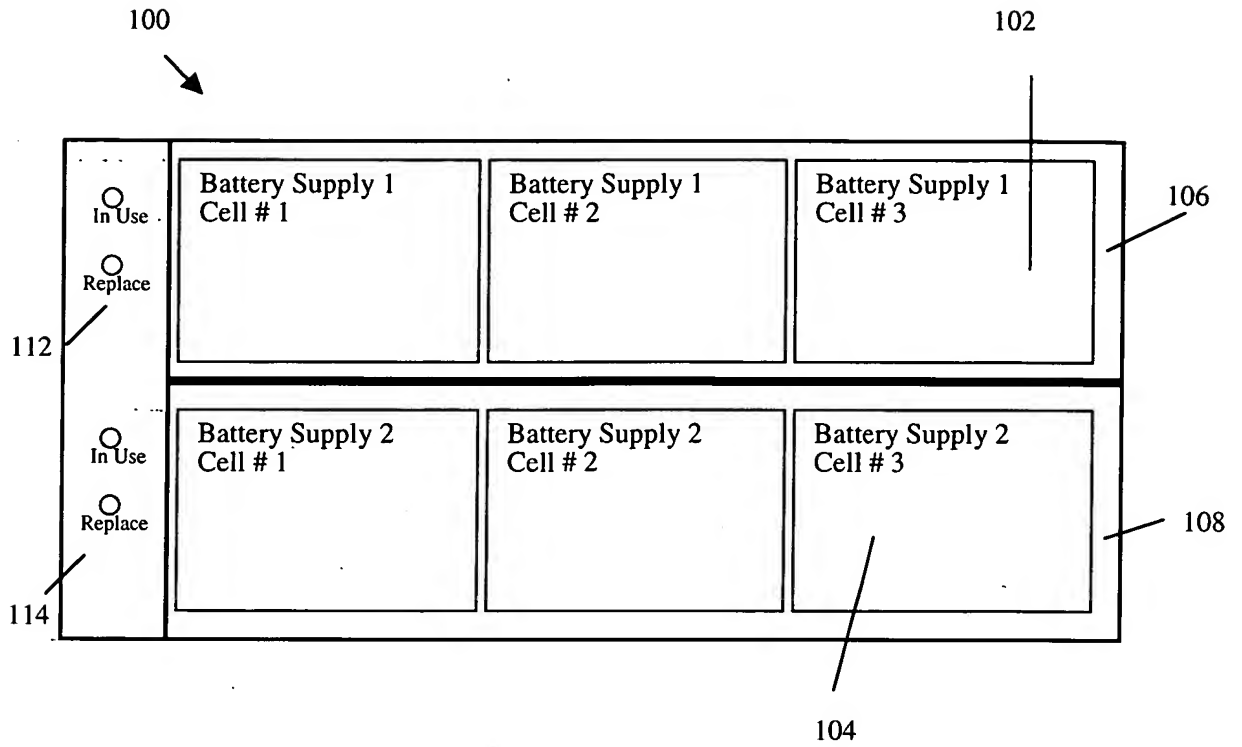 100
102
Battery Supply 1
Cell # 1
Battery Supply 1
Cell # 2
Battery Supply 1
Cell # 3
106
In Use
Replace
112
Battery Supply 2
Cell # 1
Battery Supply 2
Cell # 2
Battery Supply 2
Cell # 3
In Use
Replace
108
114
104